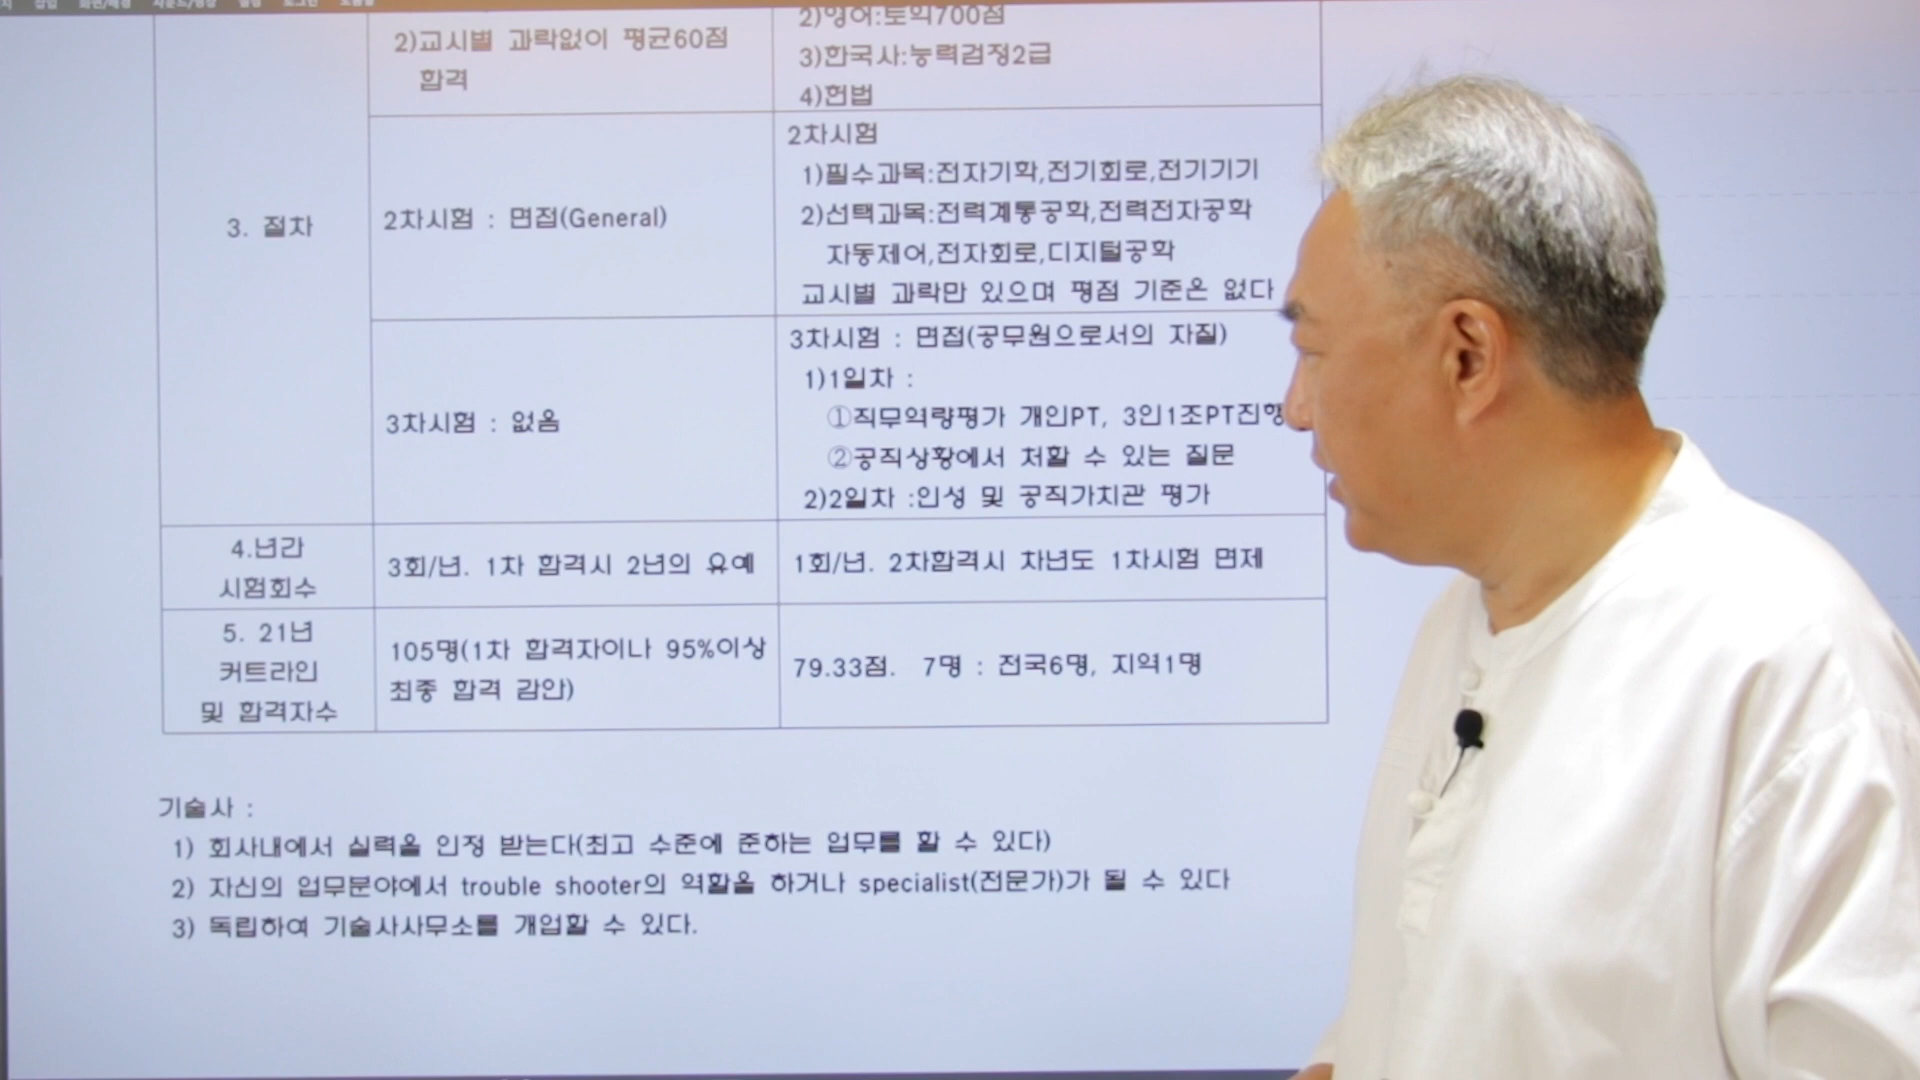 2)교시별 과락없이 평균60점
합격
2)영어:토익700점
3)한국사:능력검정2급
4)헌법
3. 절차
2차시험 : 면접(General)
2차시험
1)필수과목:전자기학,전기회로,전기기기
2)선택과목:전력계통공학,전력전자공학
자동제어,전자회로,디지털공학
교시별 과락만 있으며 평점 기준은 없다
3차시험 : 없음
3차시험 : 면접(공무원으로서의 자질)
1)1일차 :
①직무역량평가 개인PT, 3인1조PT진행
②공직상황에서 처할 수 있는 질문
2)2일차 :인성 및 공직가치관 평가
4.년간
시험회수
3회/년. 1차 합격시 2년의 유예
1회/년. 2차합격시 차년도 1차시험 면제
5. 21년
커트라인
및 합격자수
105명(1차 합격자이나 95%이상
최종 합격 감안)
79.33점. 7명 : 전국6명, 지역1명
기술사 :
1) 회사내에서 실력을 인정 받는다(최고 수준에 준하는 업무를 할 수 있다)
2) 자신의 업무분야에서 trouble shooter의 역활을 하거나 specialist(전문가)가 될 수 있다
3) 독립하여 기술사사무소를 개업할 수 있다.